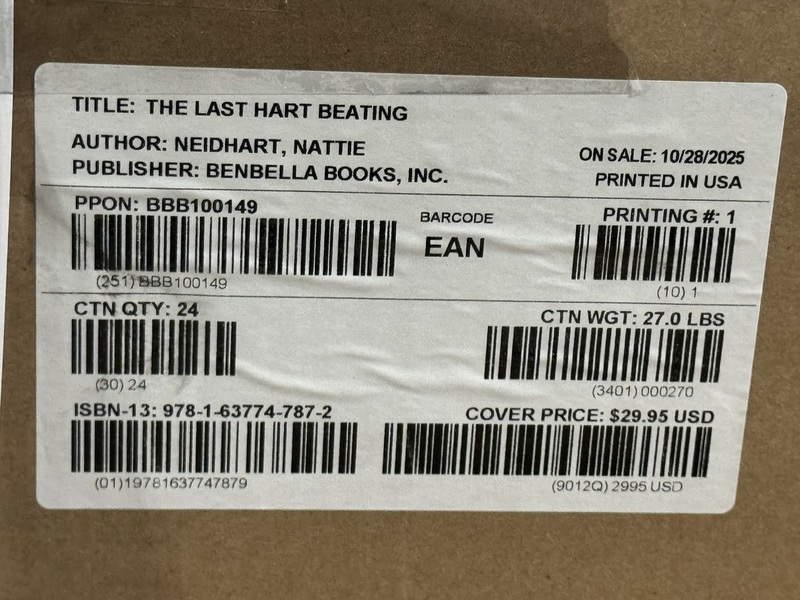 TITLE: THE LAST HART BEATING
AUTHOR: NEIDHART, NATTIE
PUBLISHER: BENBELLA BOOKS, INC.
ON SALE: 10/28/2025
PRINTED IN USA
PPON: BBB100149
(251) BBB100149
BARCODE
EAN
PRINTING #: 1
(10) 1
CTN QTY: 24
(30) 24
CTN WGT: 27.0 LBS
(3401) 000270
ISBN-13: 978-1-63774-787-2
(01)19781637747879
COVER PRICE: $29.95 USD
(9012Q) 2995 USD